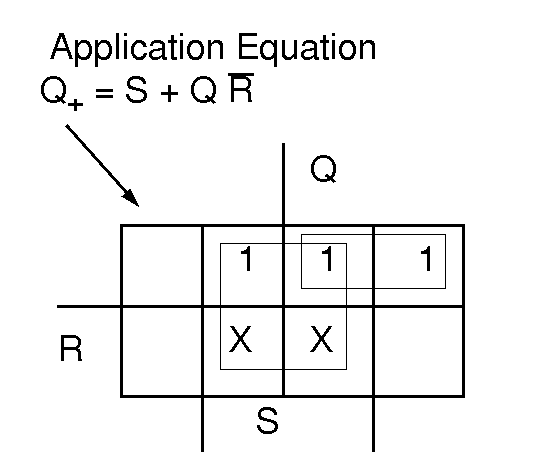 Application Equation
Q₊ = S + Q R̅
Q
1 1 1
R X X
S